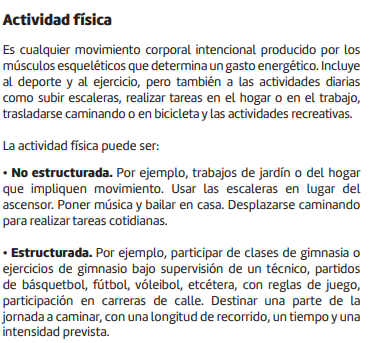 Actividad física
Es cualquier movimiento corporal intencional producido por los
músculos esqueléticos que determina un gasto energético. Incluye
al deporte y al ejercicio, pero también a las actividades diarias
como subir escaleras, realizar tareas en el hogar o en el trabajo,
trasladarse caminando o en bicicleta y las actividades recreativas.
La actividad física puede ser:
• No estructurada. Por ejemplo, trabajos de jardín o del hogar
que impliquen movimiento. Usar las escaleras en lugar del
ascensor. Poner música y bailar en casa. Desplazarse caminando
para realizar tareas cotidianas.
• Estructurada. Por ejemplo, participar de clases de gimnasia o
ejercicios de gimnasio bajo supervisión de un técnico, partidos
de básquetbol, fútbol, vóleibol, etcétera, con reglas de juego,
participación en carreras de calle. Destinar una parte de la
jornada a caminar, con una longitud de recorrido, un tiempo y una
intensidad prevista.